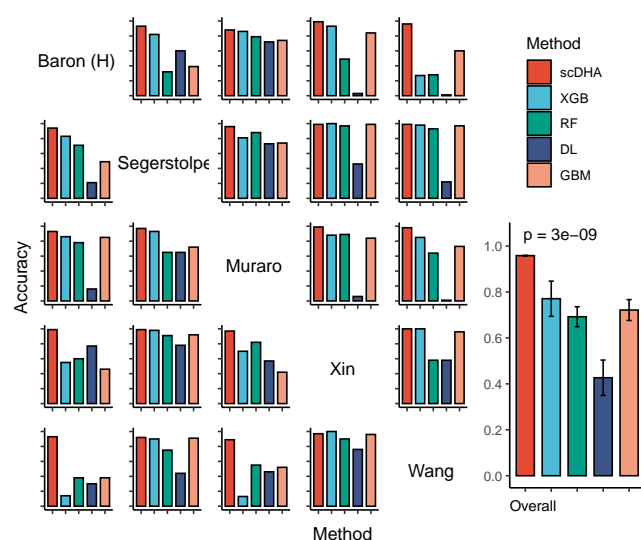 Baron (H)
Segerstolpe
Muraro
Xin
Wang
Accuracy
Method
Method
scDHA
XGB
RF
DL
GBM
p = 3e−09
1.0
0.8
0.6
0.4
0.2
0.0
Overall